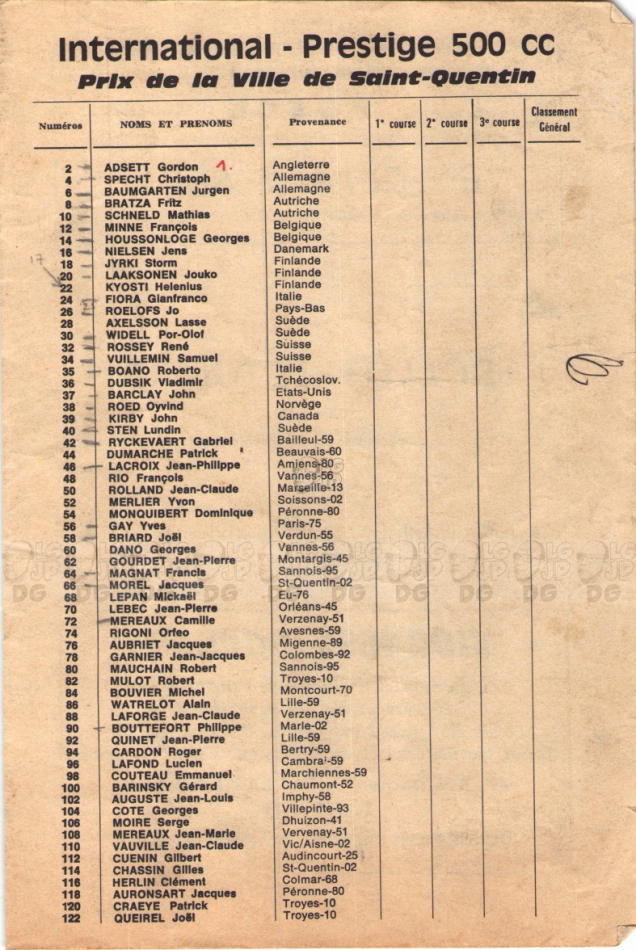 International - Prestige 500 cc
Prix de la Ville de Saint-Quentin
Numéros NOMS ET PRENOMS Provenance 1e course 2e course 3e course Classement Général
2 ADSETT Gordon 1. Angleterre
4 SPECHT Christoph Allemagne
6 BAUMGARTEN Jurgen Allemagne
8 BRATZA Fritz Autriche
10 SCHNELD Mathias Autriche
12 MINNE François Belgique
14 HOUSSONLOGE Georges Belgique
16 NIELSEN Jens Danemark
18 JYRKI Storm Finlande
17
20 LAAKSONEN Jouko Finlande
22 KYOSTI Helenius Finlande
24 FIORA Gianfranco Italie
26 ROELOFS Jo Pays-Bas
28 AXELSSON Lasse Suède
30 WIDELL Por-Olof Suède
32 ROSSEY René Suisse
34 VUILLEMIN Samuel Suisse
35 BOANO Roberto Italie
36 DUBSIK Vladimir Tchécoslov.
37 BARCLAY John Etats-Unis
38 ROED Oyvind Norvège
39 KIRBY John Canada
40 STEN Lundin Suède
42 RYCKEVAERT Gabriel Bailleul-59
44 DUMARCHE Patrick Beauvais-60
46 LACROIX Jean-Philippe Amiens-80
48 RIO François Vannes-56
50 ROLLAND Jean-Claude Marseille-13
52 MERLIER Yvon Soissons-02
54 MONQUIBERT Dominique Péronne-80
56 GAY Yves Paris-75
58 BRIARD Joël Verdun-55
60 DANO Georges Vannes-56
62 GOURDET Jean-Pierre Montargis-45
64 MAGNAT Francis Sannois-95
66 MOREL Jacques St-Quentin-02
68 LEPAN Mickaël Eu-76
70 LEBEC Jean-Pierre Orléans-45
72 MEREAUX Camille Verzenay-51
74 RIGONI Orfeo Avesnes-59
76 AUBRIET Jacques Migenne-89
78 GARNIER Jean-Jacques Colombes-92
80 MAUCHAIN Robert Sannois-95
82 MULOT Robert Troyes-10
84 BOUVIER Michel Montcourt-70
86 WATRELOT Alain Lille-59
88 LAFORGE Jean-Claude Verzenay-51
90 BOUTTEFORT Philippe Marle-02
92 QUINET Jean-Pierre Lille-59
94 CARDON Roger Bertry-59
96 LAFOND Lucien Cambrai-59
98 COUTEAU Emmanuel Marchiennes-59
100 BARINSKY Gérard Chaumont-52
102 AUGUSTE Jean-Louis Imphy-58
104 COTE Georges Villepinte-93
106 MOIRE Serge Dhuizon-41
108 MEREAUX Jean-Marie Vervenay-51
110 VAUVILLE Jean-Claude Vic/Aisne-02
112 CUENIN Gilbert Audincourt-25
114 CHASSIN Gilles St-Quentin-02
116 HERLIN Clément Colmar-68
118 AURONSART Jacques Péronne-80
120 CRAEYE Patrick Troyes-10
122 QUEIREL Joël Troyes-10